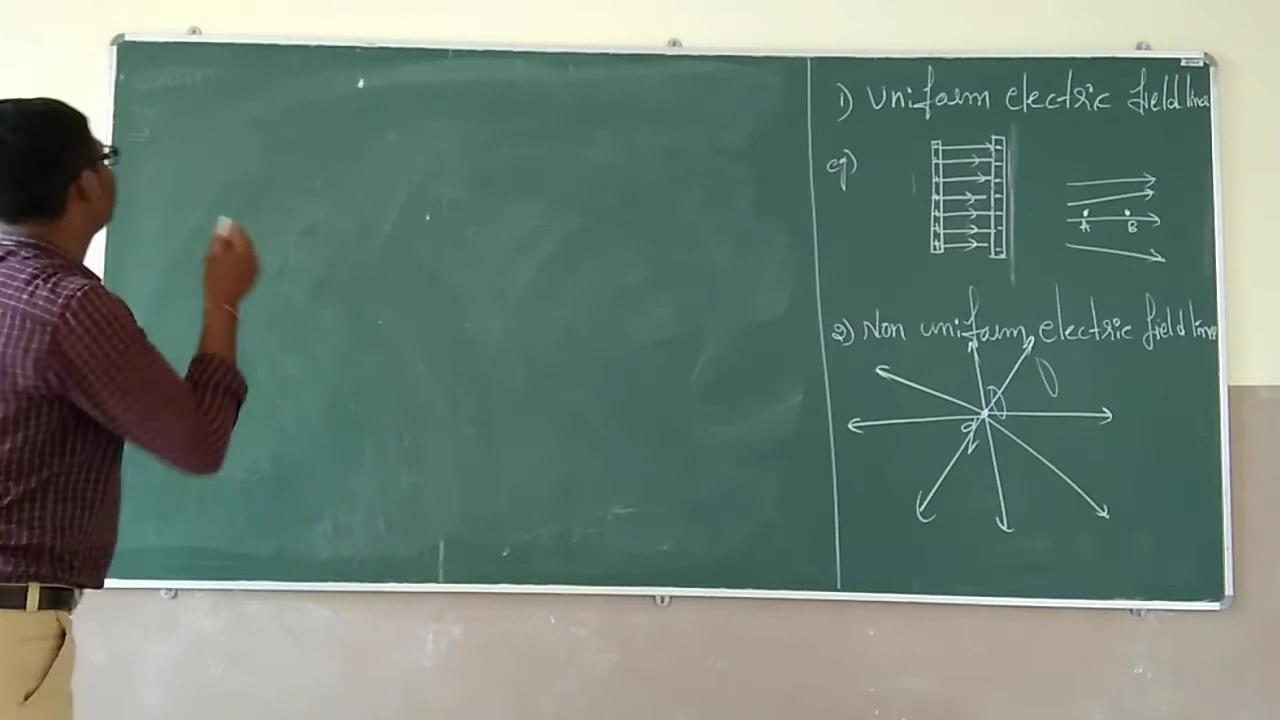 1) Uniform electric field lines
eg)
A B
2) Non uniform electric field lines